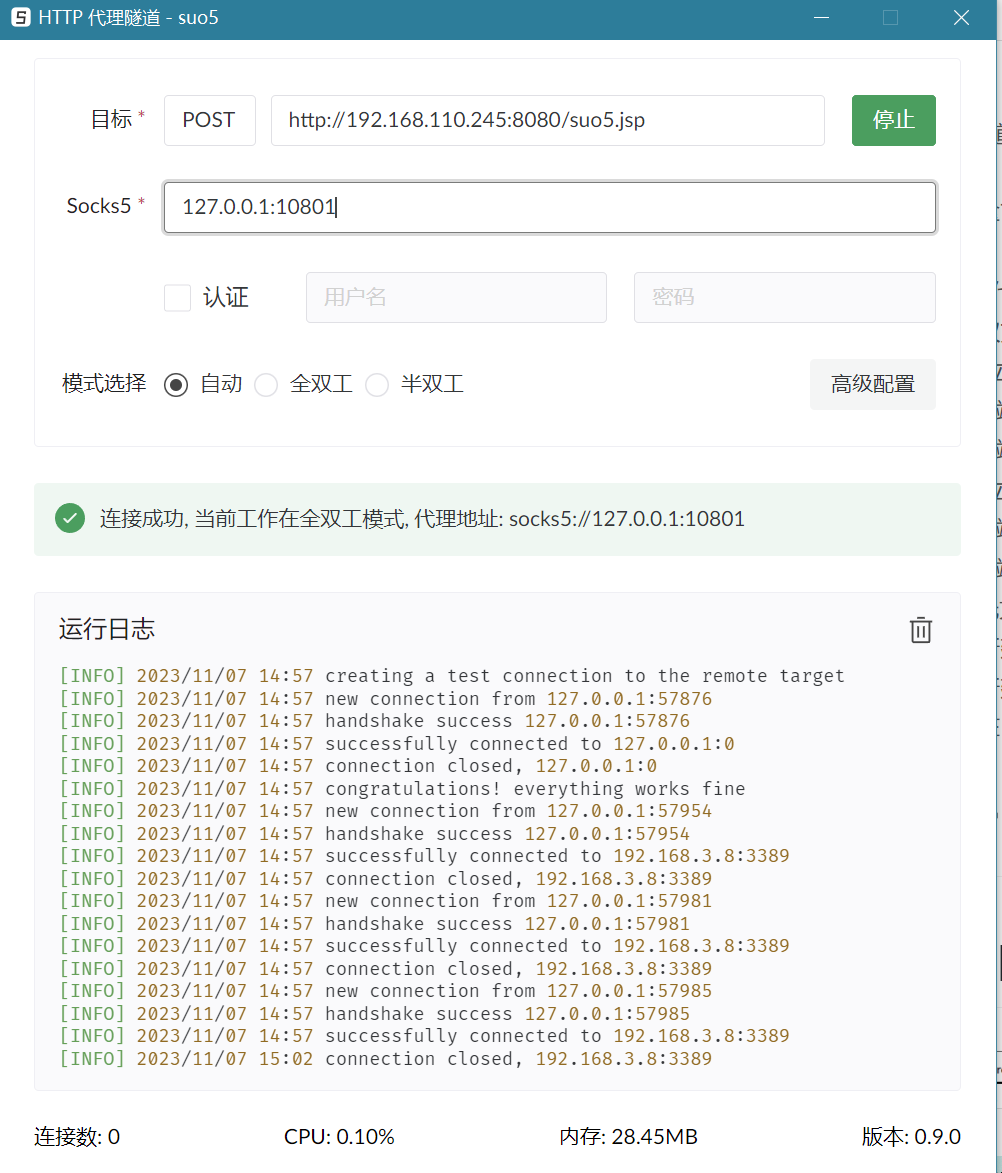 HTTP 代理隧道 - suo5
目标 * POST http://192.168.110.245:8080/suo5.jsp 停止
Socks5 * 127.0.0.1:10801
认证 用户名 密码
模式选择 自动 全双工 半双工 高级配置
连接成功, 当前工作在全双工模式, 代理地址: socks5://127.0.0.1:10801
运行日志
[INFO] 2023/11/07 14:57 creating a test connection to the remote target
[INFO] 2023/11/07 14:57 new connection from 127.0.0.1:57876
[INFO] 2023/11/07 14:57 handshake success 127.0.0.1:57876
[INFO] 2023/11/07 14:57 successfully connected to 127.0.0.1:0
[INFO] 2023/11/07 14:57 connection closed, 127.0.0.1:0
[INFO] 2023/11/07 14:57 congratulations! everything works fine
[INFO] 2023/11/07 14:57 new connection from 127.0.0.1:57954
[INFO] 2023/11/07 14:57 handshake success 127.0.0.1:57954
[INFO] 2023/11/07 14:57 successfully connected to 192.168.3.8:3389
[INFO] 2023/11/07 14:57 connection closed, 192.168.3.8:3389
[INFO] 2023/11/07 14:57 new connection from 127.0.0.1:57981
[INFO] 2023/11/07 14:57 handshake success 127.0.0.1:57981
[INFO] 2023/11/07 14:57 successfully connected to 192.168.3.8:3389
[INFO] 2023/11/07 14:57 connection closed, 192.168.3.8:3389
[INFO] 2023/11/07 14:57 new connection from 127.0.0.1:57985
[INFO] 2023/11/07 14:57 handshake success 127.0.0.1:57985
[INFO] 2023/11/07 14:57 successfully connected to 192.168.3.8:3389
[INFO] 2023/11/07 15:02 connection closed, 192.168.3.8:3389
连接数: 0 CPU: 0.10% 内存: 28.45MB 版本: 0.9.0